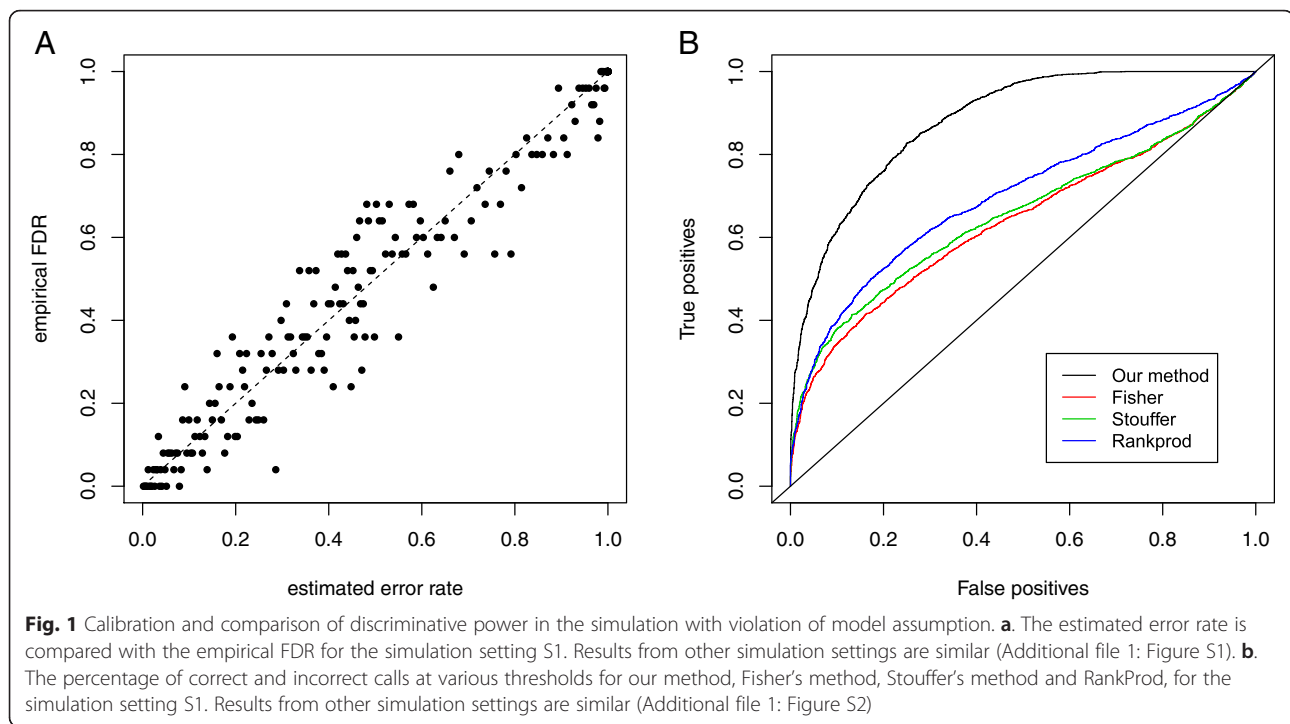 A
1.0
0.8
0.6
0.4
0.2
0.0
empirical FDR
0.0 0.2 0.4 0.6 0.8 1.0
estimated error rate
B
1.0
0.8
0.6
0.4
0.2
0.0
True positives
Our method
Fisher
Stouffer
Rankprod
0.0 0.2 0.4 0.6 0.8 1.0
False positives
Fig. 1 Calibration and comparison of discriminative power in the simulation with violation of model assumption. a. The estimated error rate is
compared with the empirical FDR for the simulation setting S1. Results from other simulation settings are similar (Additional file 1: Figure S1). b.
The percentage of correct and incorrect calls at various thresholds for our method, Fisher's method, Stouffer's method and RankProd, for the
simulation setting S1. Results from other simulation settings are similar (Additional file 1: Figure S2)